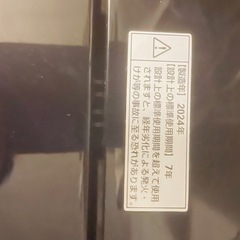 【製造年】2024年
【設計上の標準使用期間】7年
設計上の標準使用期間を超えて使用
されますと、経年劣化による発火・
けが等の事故に至る恐れがあります。